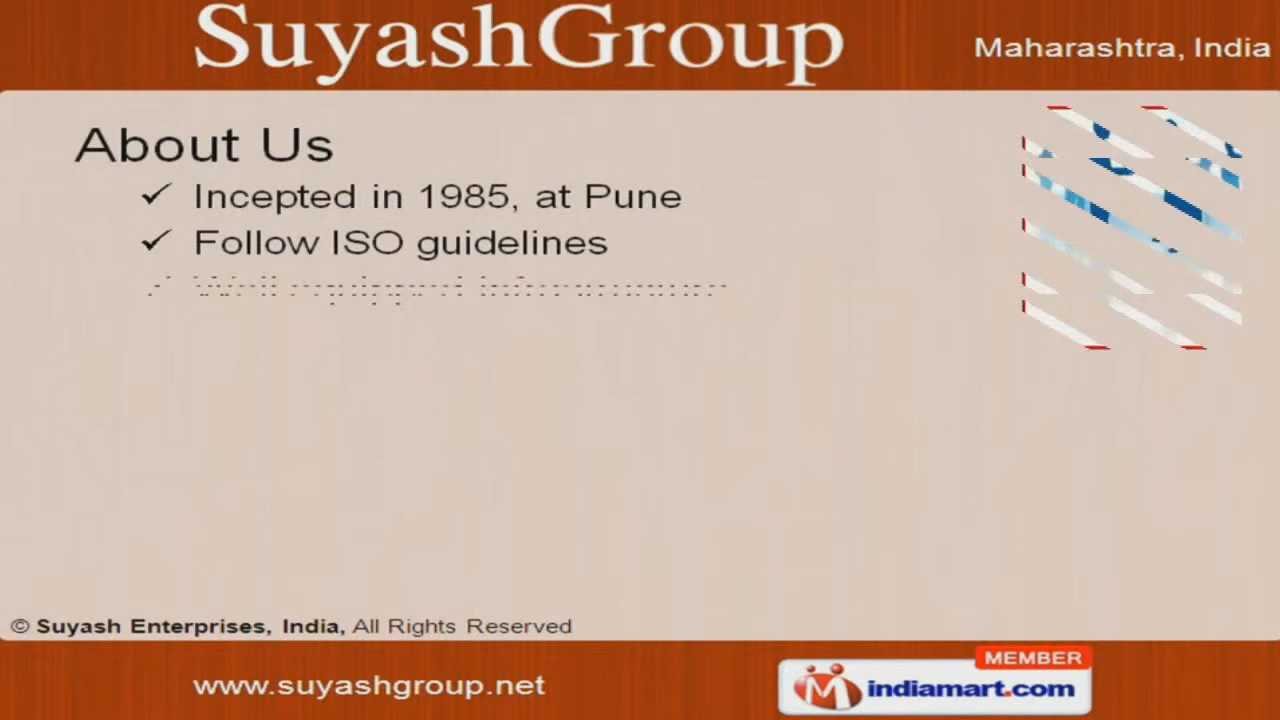 SuyashGroup
Maharashtra, India
About Us
✓ Incepted in 1985, at Pune
✓ Follow ISO guidelines
© Suyash Enterprises, India, All Rights Reserved
www.suyashgroup.net
MEMBER
indiamart.com